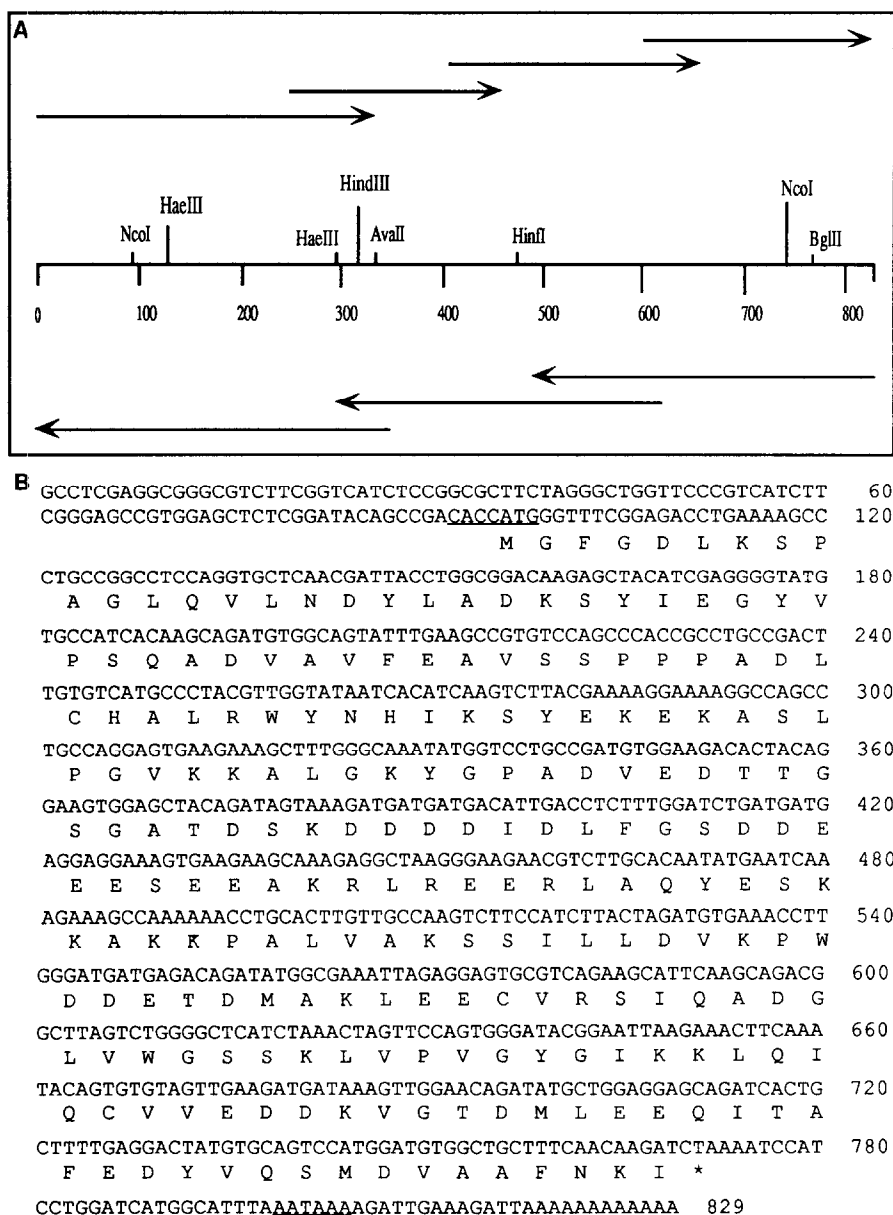 A
NcoI
HaeIII
HaeIII
HindIII
AvaII
HinfI
NcoI
BglII
0 100 200 300 400 500 600 700 800
B
GCCTCGAGGCGGGCGTCTTCGGTCATCTCCGGCGCTTCTAGGGCTGGTTCCCGTCATCTT 60
CGGGAGCCGTGGAGCTCTCGGATACAGCCGACACCATGGGTTTCGGAGACCTGAAAAGCC 120
M G F G D L K S P
CTGCCGGCCTCCAGGTGCTCAACGATTACCTGGCGGACAAGAGCTACATCGAGGGGTATG 180
A G L Q V L N D Y L A D K S Y I E G Y V
TGCCATCACAAGCAGATGTGGCAGTATTTGAAGCCGTGTCCAGCCCACCGCCTGCCGACT 240
P S Q A D V A V F E A V S S P P P A D L
TGTGTCATGCCCTACGTTGGTATAATCACATCAAGTCTTACGAAAAGGAAAAGGCCAGCC 300
C H A L R W Y N H I K S Y E K E K A S L
TGCCAGGAGTGAAGAAAGCTTTGGGCAAATATGGTCCTGCCGATGTGGAAGACACTACAG 360
P G V K K A L G K Y G P A D V E D T T G
GAAGTGGAGCTACAGATAGTAAAGATGATGATGACATTGACCTCTTTGGATCTGATGATG 420
S G A T D S K D D D D I D L F G S D D E
AGGAGGAAAGTGAAGAAGCAAAGAGGCTAAGGGAAGAACGTCTTGCACAATATGAATCAA 480
E E S E E A K R L R E E R L A Q Y E S K
AGAAAGCCAAAAAACCTGCACTTGTTGCCAAGTCTTCCATCTTACTAGATGTGAAACCTT 540
K A K K P A L V A K S S I L L D V K P W
GGGATGATGAGACAGATATGGCGAAATTAGAGGAGTGCGTCAGAAGCATTCAAGCAGACG 600
D D E T D M A K L E E C V R S I Q A D G
GCTTAGTCTGGGGCTCATCTAAACTAGTTCCAGTGGGATACGGAATTAAGAAACTTCAAA 660
L V W G S S K L V P V G Y G I K K L Q I
TACAGTGTGTAGTTGAAGATGATAAAGTTGGAACAGATATGCTGGAGGAGCAGATCACTG 720
Q C V V E D D K V G T D M L E E Q I T A
CTTTTGAGGACTATGTGCAGTCCATGGATGTGGCTGCTTTCAACAAGATCTAAAATCCAT 780
F E D Y V Q S M D V A A F N K I *
CCTGGATCATGGCATTTAAATAAAAGATTGAAAGATTAAAAAAAAAAAA 829